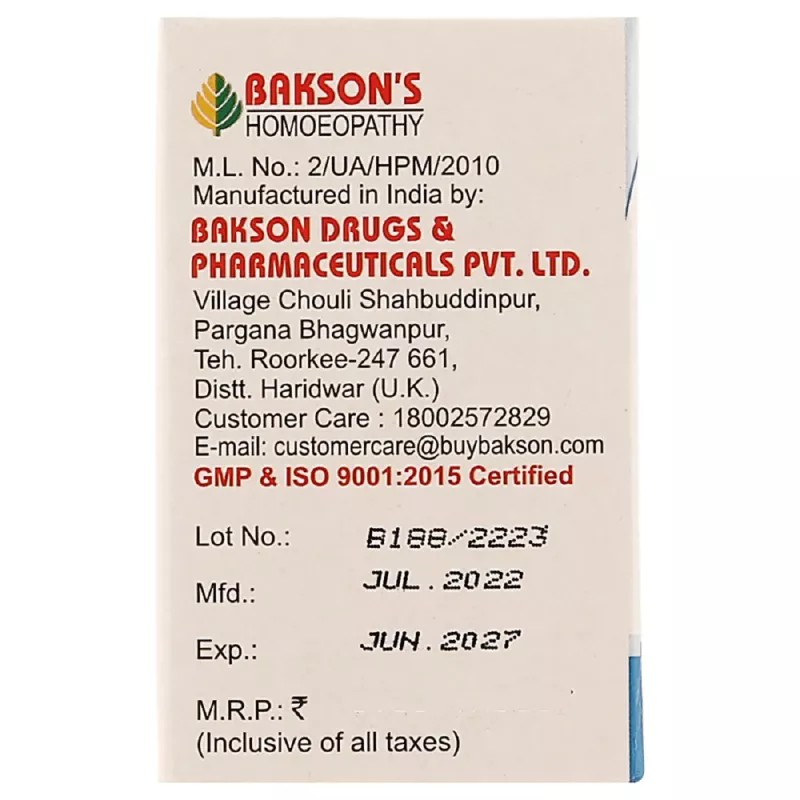 BAKSON'S
HOMOEOPATHY
M.L. No.: 2/UA/HPM/2010
Manufactured in India by:
BAKSON DRUGS &
PHARMACEUTICALS PVT. LTD.
Village Chouli Shahbuddinpur,
Pargana Bhagwanpur,
Teh. Roorkee-247 661,
Distt. Haridwar (U.K.)
Customer Care : 18002572829
E-mail: customercare@buybakson.com
GMP & ISO 9001:2015 Certified
Lot No.: B188/2223
Mfd.: JUL.2022
Exp.: JUN.2027
M.R.P.: ₹
(Inclusive of all taxes)